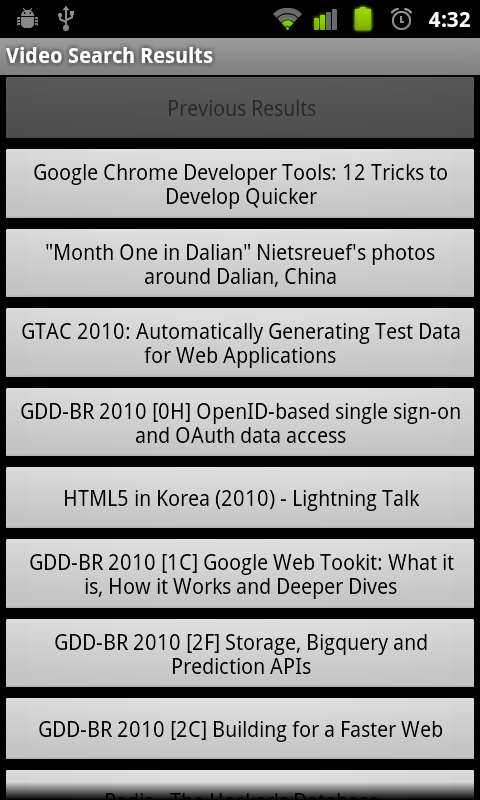 4:32
Video Search Results
Previous Results
Google Chrome Developer Tools: 12 Tricks to
Develop Quicker
"Month One in Dalian" Nietsreuef's photos
around Dalian, China
GTAC 2010: Automatically Generating Test Data
for Web Applications
GDD-BR 2010 [0H] OpenID-based single sign-on
and OAuth data access
HTML5 in Korea (2010) - Lightning Talk
GDD-BR 2010 [1C] Google Web Tookit: What it
is, How it Works and Deeper Dives
GDD-BR 2010 [2F] Storage, Bigquery and
Prediction APIs
GDD-BR 2010 [2C] Building for a Faster Web
The Hacker's Database